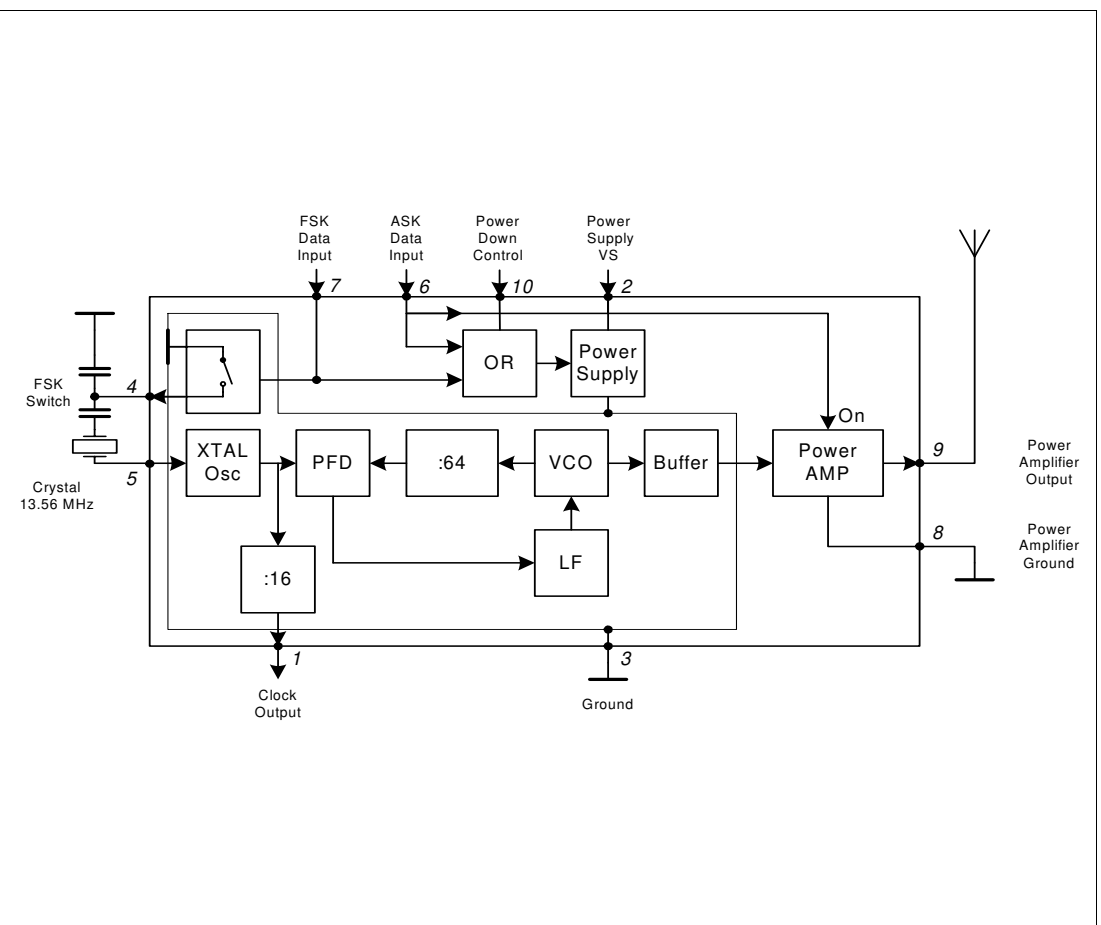 FSK
Data
Input
ASK
Data
Input
Power
Down
Control
Power
Supply
VS
7
6
10
2
OR
Power
Supply
4
FSK
Switch
On
XTAL
Osc
PFD
:64
VCO
Buffer
Power
AMP
9
Power
Amplifier
Output
5
Crystal
13.56 MHz
8
Power
Amplifier
Ground
LF
:16
1
3
Clock
Output
Ground